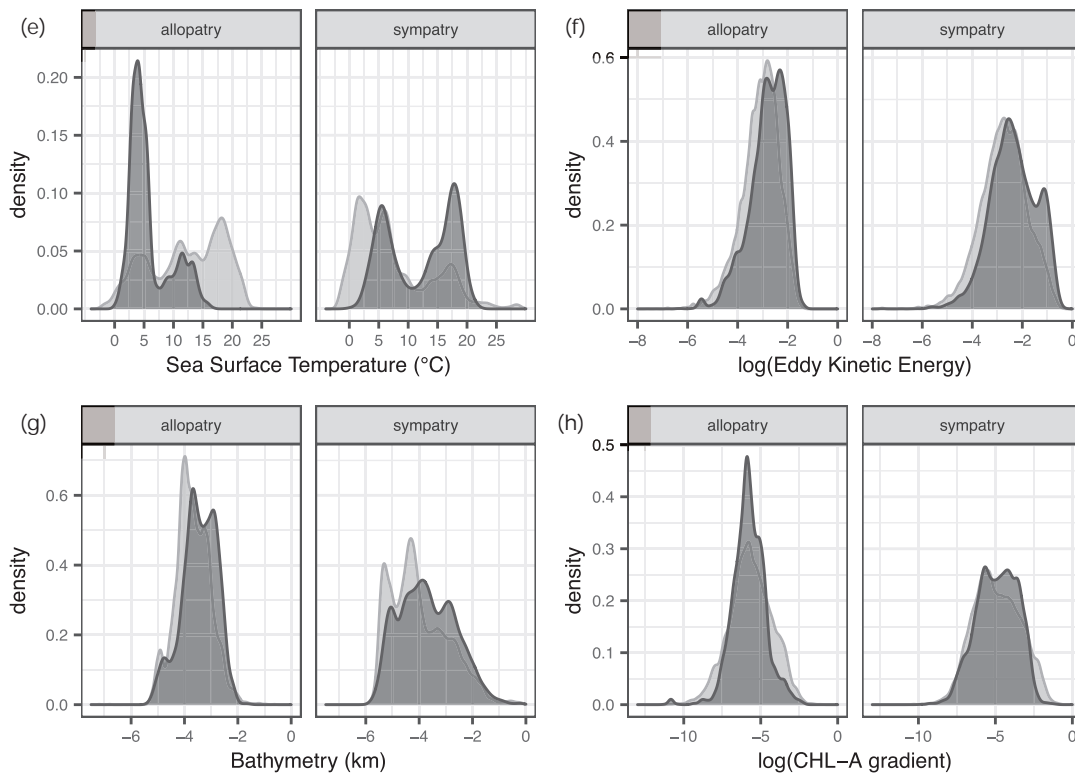 (e)
allopatry
sympatry
density
0.20
0.15
0.10
0.05
0.00
0 5 10 15 20 25
0 5 10 15 20 25
Sea Surface Temperature (°C)
(f)
allopatry
sympatry
density
0.6
0.4
0.2
0.0
−8 −6 −4 −2 0
−8 −6 −4 −2 0
log(Eddy Kinetic Energy)
(g)
allopatry
sympatry
density
0.6
0.4
0.2
0.0
−6 −4 −2 0
−6 −4 −2 0
Bathymetry (km)
(h)
allopatry
sympatry
density
0.5
0.4
0.3
0.2
0.1
0.0
−10 −5 0
−10 −5 0
log(CHL−A gradient)